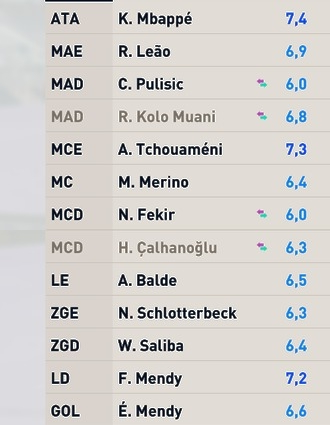 ATA K. Mbappé 7,4
MAE R. Leão 6,9
MAD C. Pulisic 6,0
MAD R. Kolo Muani 6,8
MCE A. Tchouaméni 7,3
MC M. Merino 6,4
MCD N. Fekir 6,0
MCD H. Çalhanoğlu 6,3
LE A. Balde 6,5
ZGE N. Schlotterbeck 6,3
ZGD W. Saliba 6,4
LD F. Mendy 7,2
GOL É. Mendy 6,6